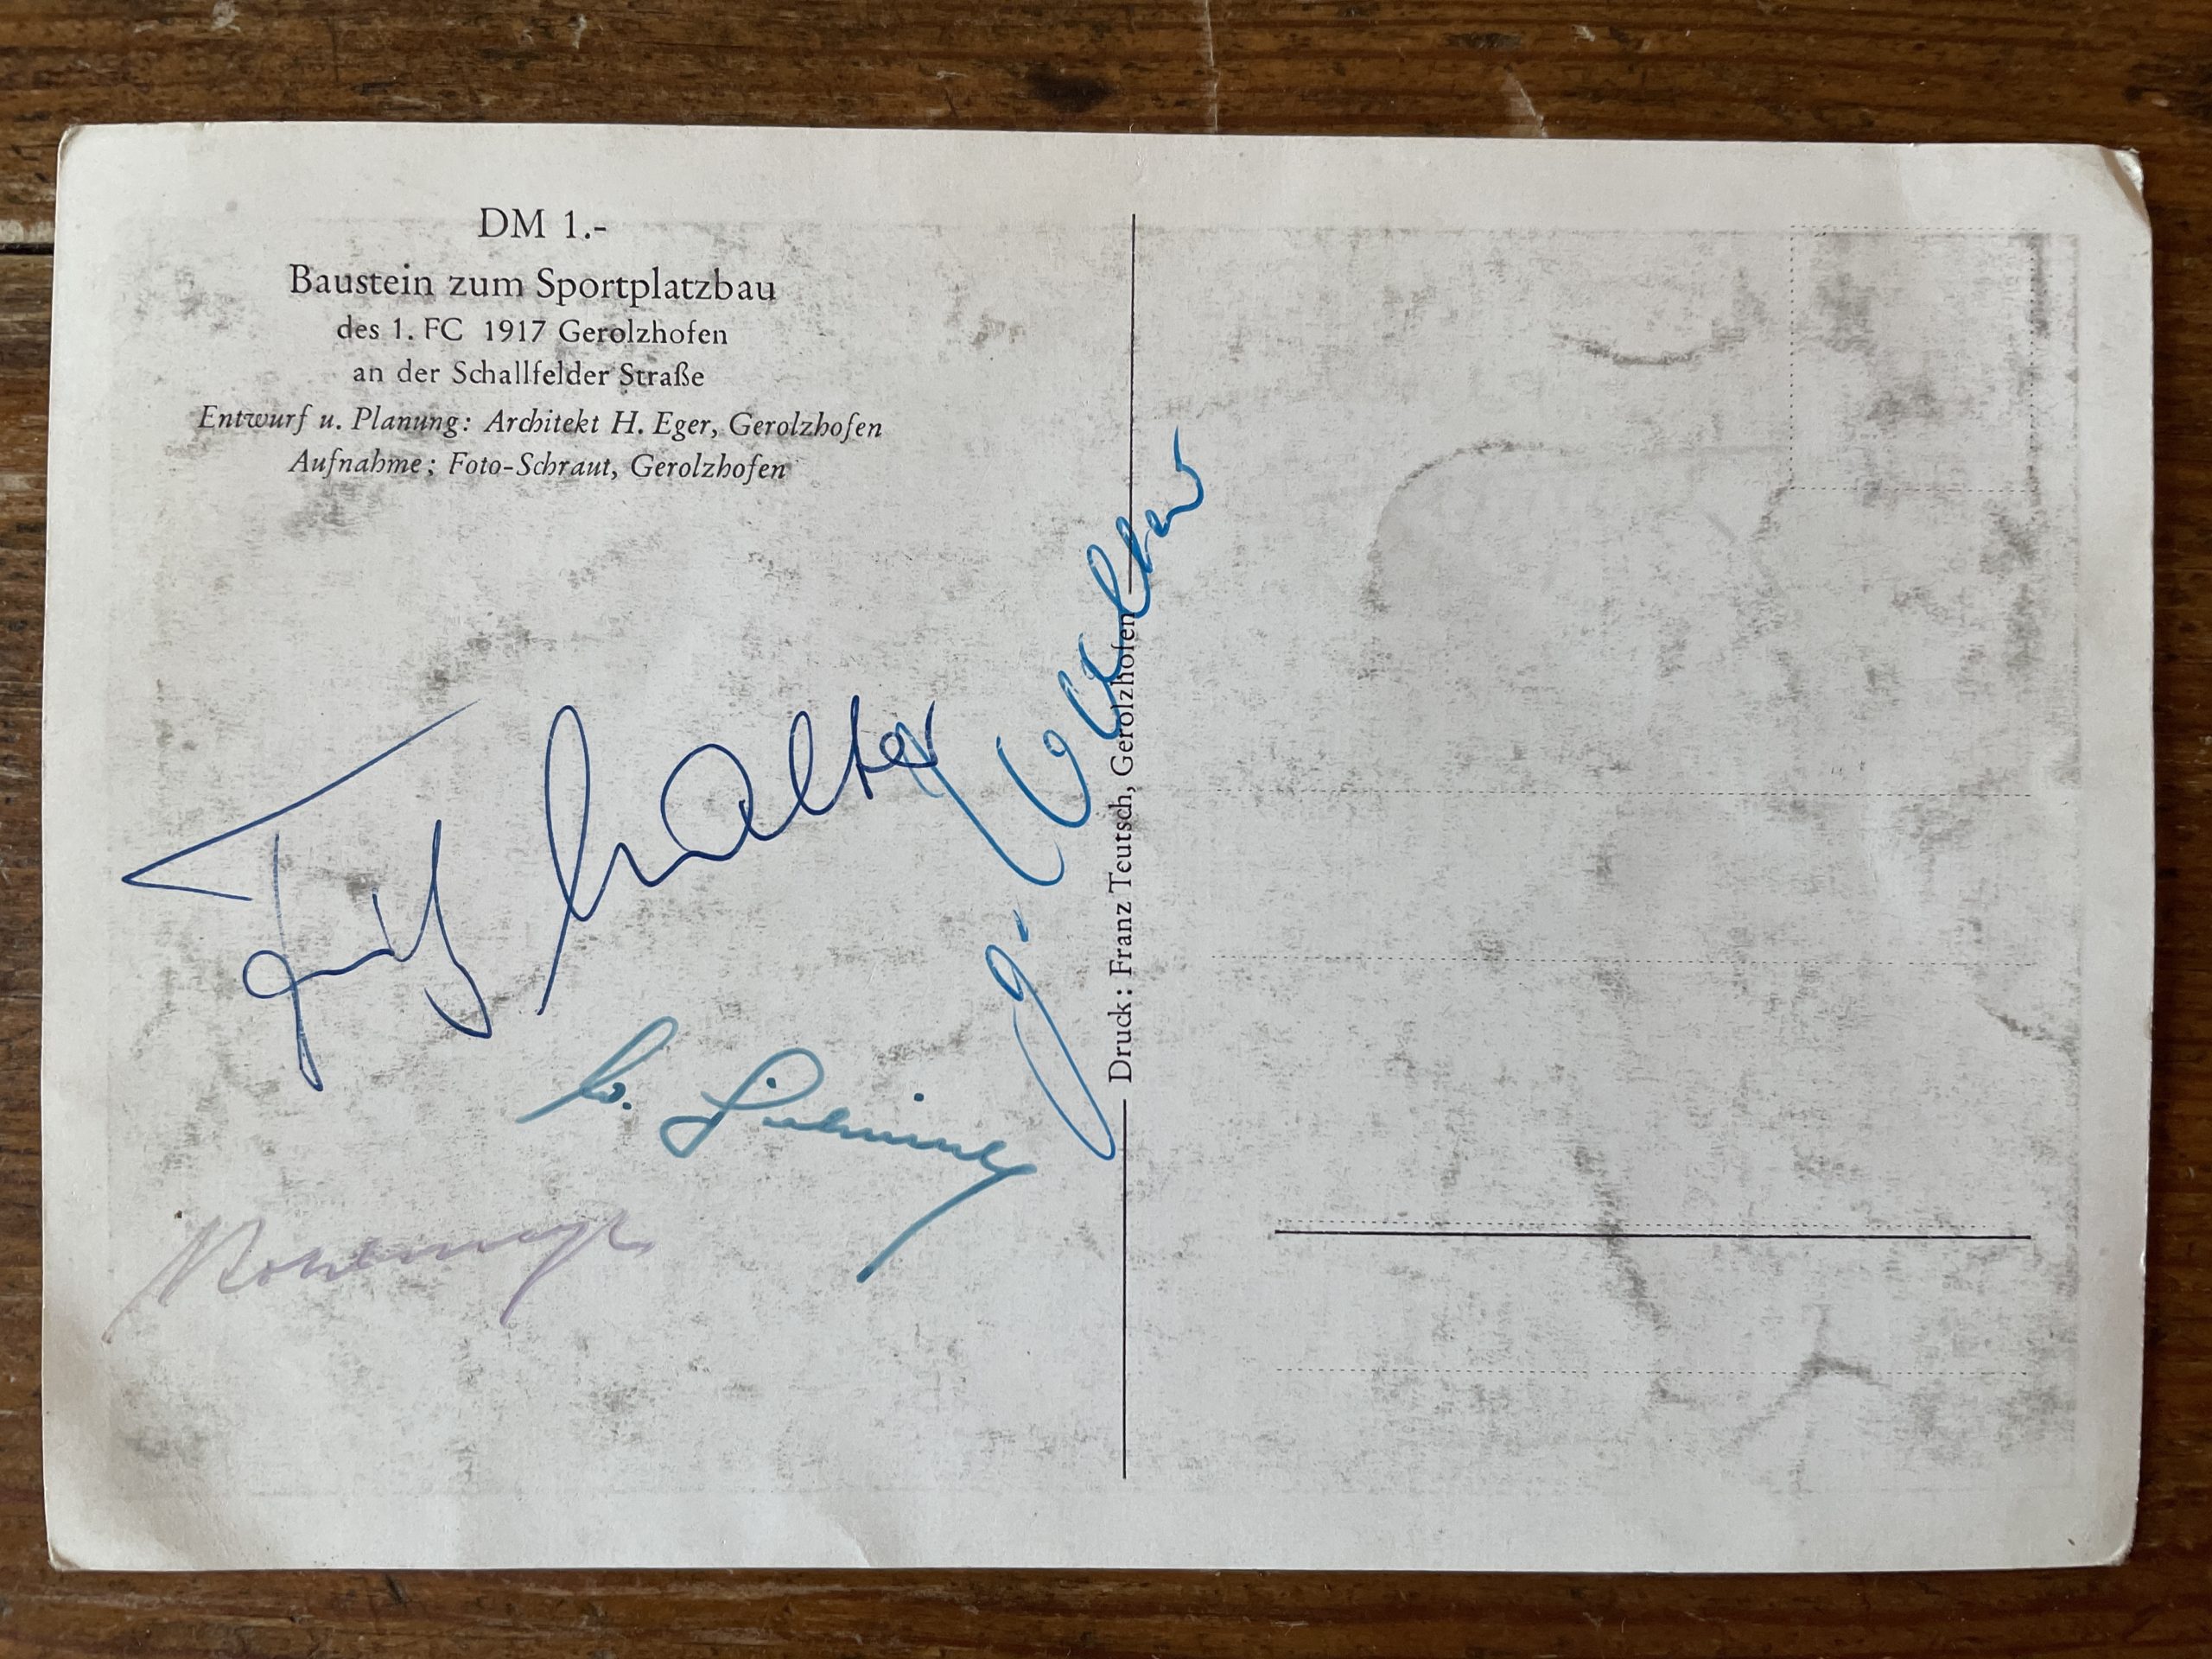 DM 1.-
Baustein zum Sportplatzbau
des 1. FC 1917 Gerolzhofen
an der Schallfelder Straße
Entwurf u. Planung: Architekt H. Eger, Gerolzhofen
Aufnahme: Foto-Schraut, Gerolzhofen
Fritz Walter
W. Liebrich
Druck: Franz Teutsch, Gerolzhofen